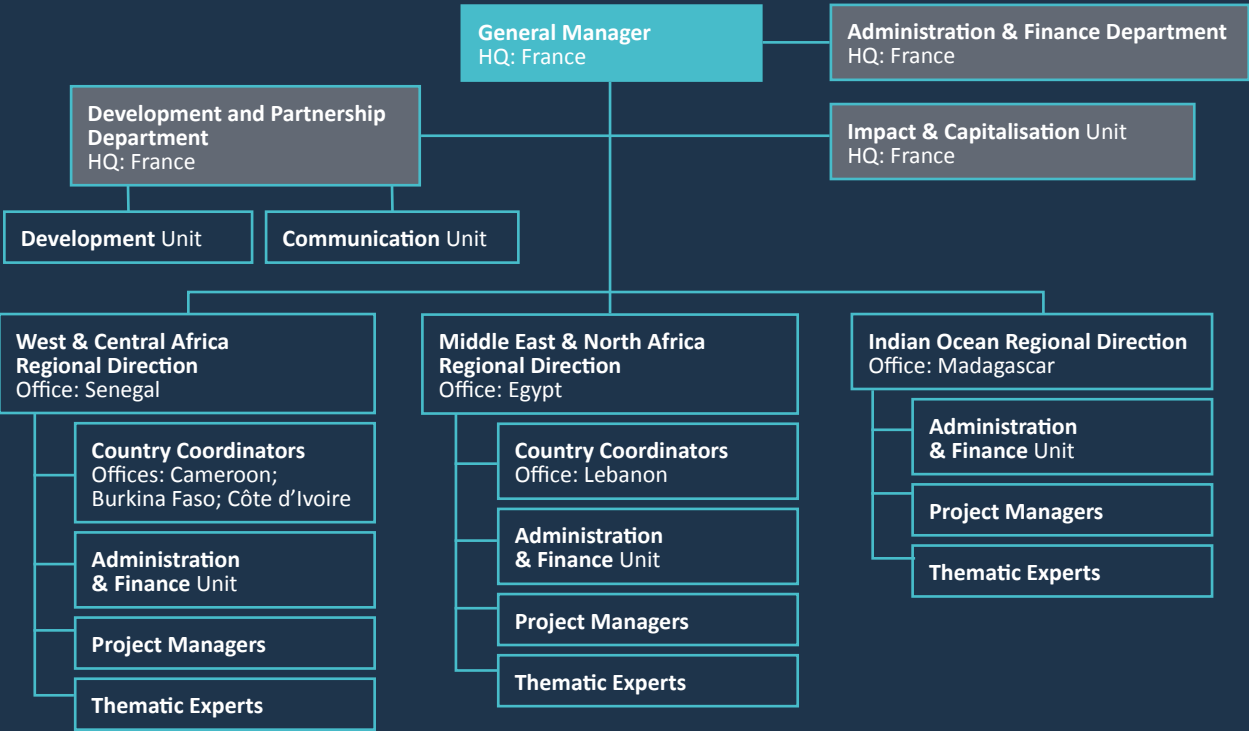 General Manager
HQ: France
Administration & Finance Department
HQ: France
Development and Partnership
Department
HQ: France
Impact & Capitalisation Unit
HQ: France
Development Unit
Communication Unit
West & Central Africa
Regional Direction
Office: Senegal
Country Coordinators
Offices: Cameroon;
Burkina Faso; Côte d’Ivoire
Administration
& Finance Unit
Project Managers
Thematic Experts
Middle East & North Africa
Regional Direction
Office: Egypt
Country Coordinators
Office: Lebanon
Administration
& Finance Unit
Project Managers
Thematic Experts
Indian Ocean Regional Direction
Office: Madagascar
Administration
& Finance Unit
Project Managers
Thematic Experts